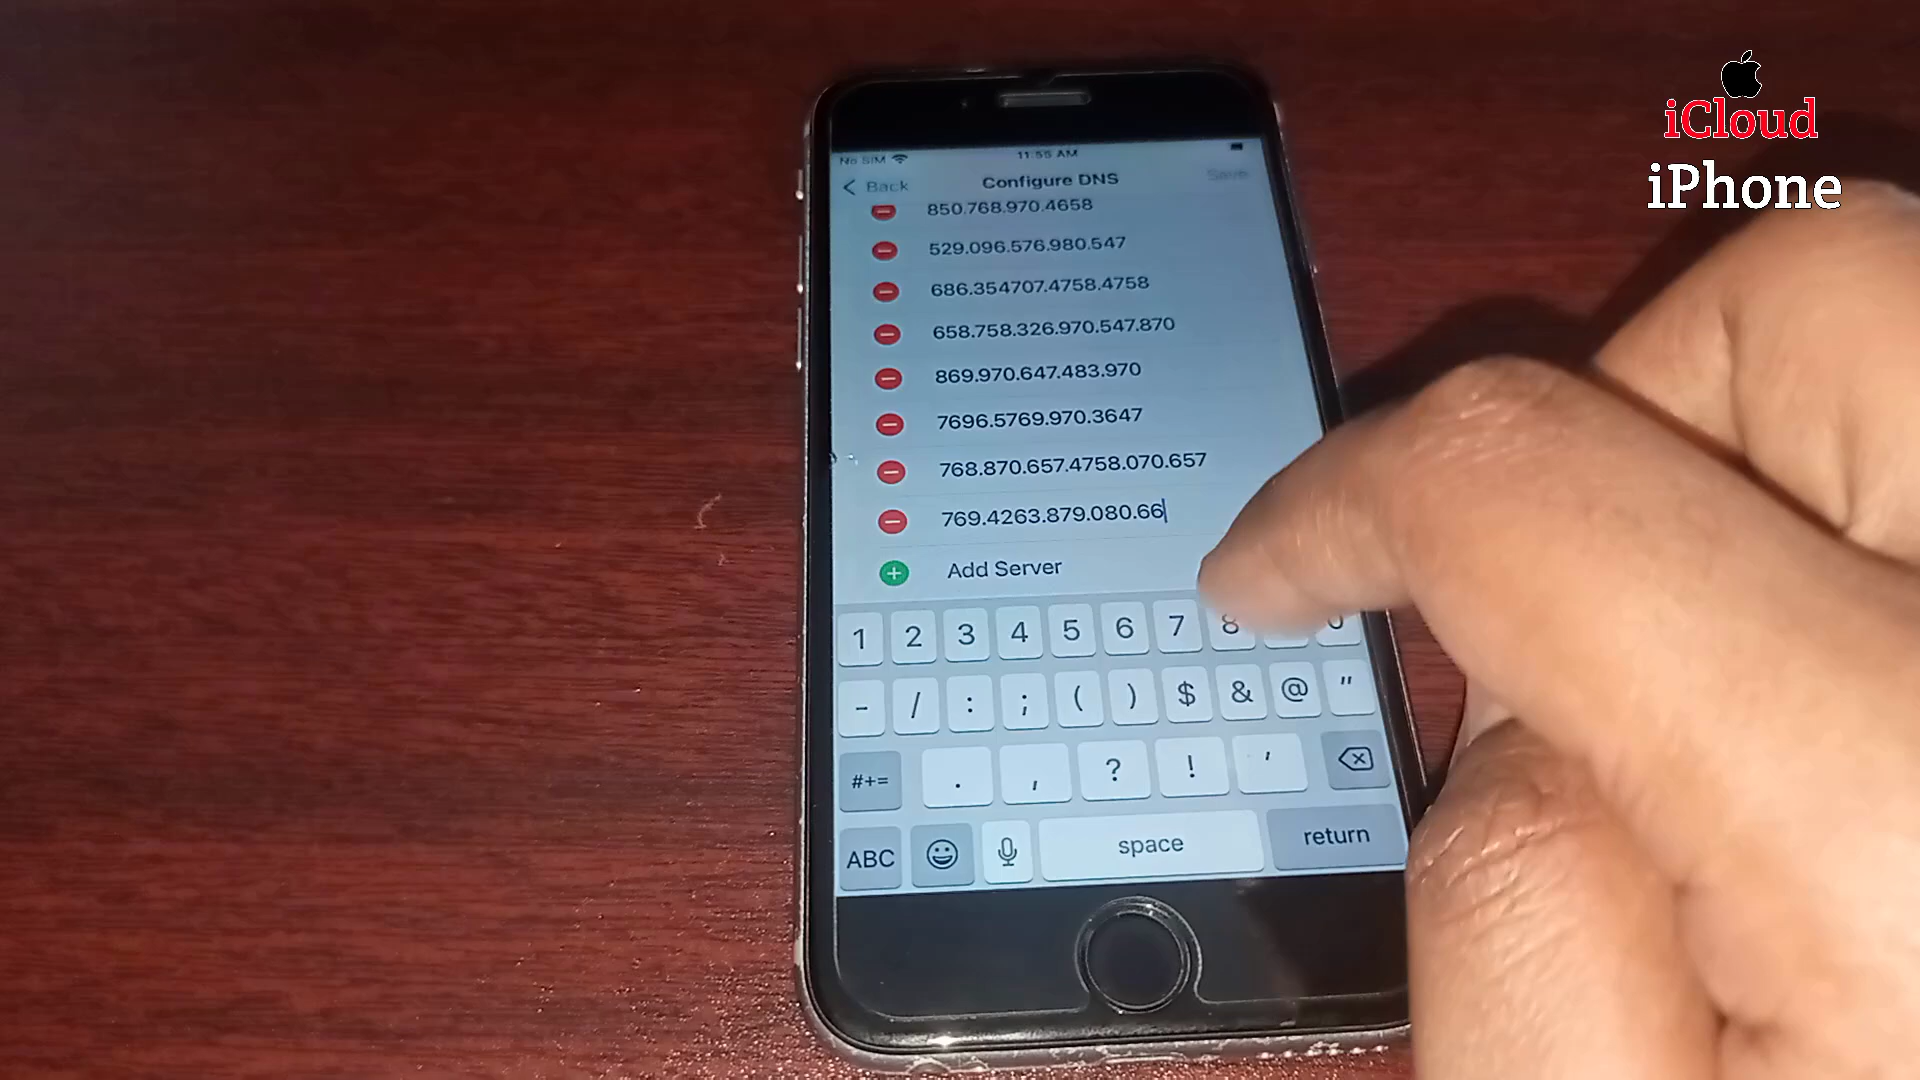 iCloud
iPhone
No SIM 11:55 AM
Back Configure DNS Save
850.768.970.4658
529.096.576.980.547
686.354707.4758.4758
658.758.326.970.547.870
869.970.647.483.970
7696.5769.970.3647
768.870.657.4758.070.657
769.4263.879.080.66
Add Server
1 2 3 4 5 6 7 8 0
- / : ; ( ) $ & @ "
#+= . , ? ! '
ABC space return